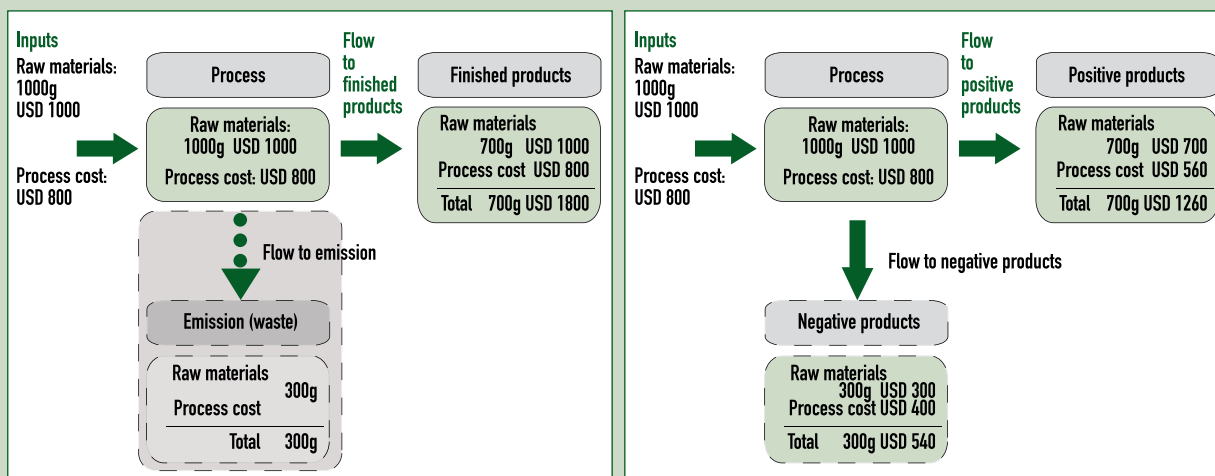 Inputs
Raw materials:
1000g
USD 1000
Process cost:
USD 800
Process
Raw materials:
1000g USD 1000
Process cost: USD 800
Flow
to
finished
products
Finished products
Raw materials
700g USD 1000
Process cost USD 800
Total 700g USD 1800
Flow to emission
Emission (waste)
Raw materials
300g
Process cost
Total 300g
Inputs
Raw materials:
1000g
USD 1000
Process cost:
USD 800
Process
Raw materials:
1000g USD 1000
Process cost: USD 800
Flow
to
positive
products
Positive products
Raw materials
700g USD 700
Process cost USD 560
Total 700g USD 1260
Flow to negative products
Negative products
Raw materials
300g USD 300
Process cost USD 400
Total 300g USD 540